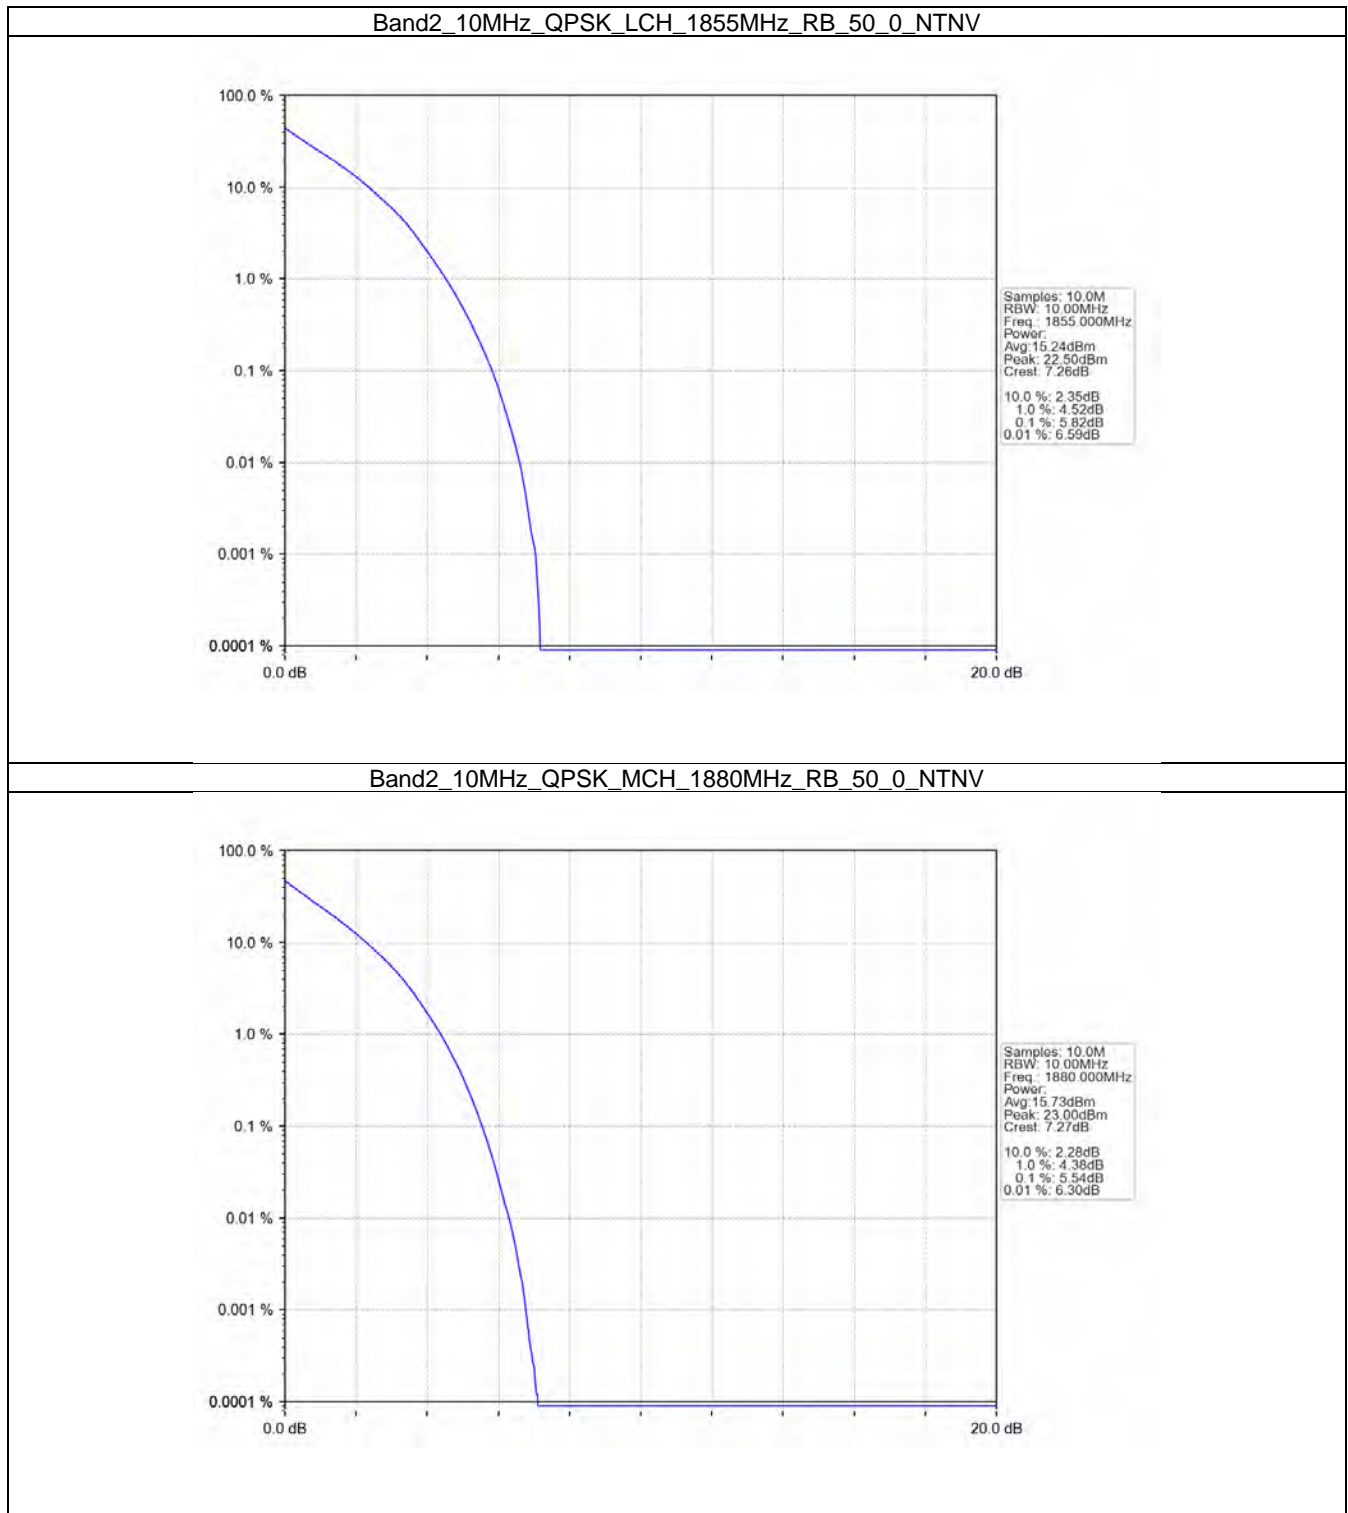 Band2_10MHz_QPSK_LCH_1855MHz_RB_50_0_NTNV
100.0 %
10.0 %
1.0 %
0.1 %
0.01 %
0.001 %
0.0001 %
0.0 dB
20.0 dB
Samples: 10.0M
RBW: 10.00MHz
Freq.: 1855.000MHz
Power:
Avg:15.24dBm
Peak: 22.50dBm
Crest: 7.26dB
10.0 %: 2.35dB
1.0 %: 4.52dB
0.1 %: 5.82dB
0.01 %: 6.59dB
Band2_10MHz_QPSK_MCH_1880MHz_RB_50_0_NTNV
100.0 %
10.0 %
1.0 %
0.1 %
0.01 %
0.001 %
0.0001 %
0.0 dB
20.0 dB
Samples: 10.0M
RBW: 10.00MHz
Freq.: 1880.000MHz
Power:
Avg:15.73dBm
Peak: 23.00dBm
Crest: 7.27dB
10.0 %: 2.28dB
1.0 %: 4.38dB
0.1 %: 5.54dB
0.01 %: 6.30dB